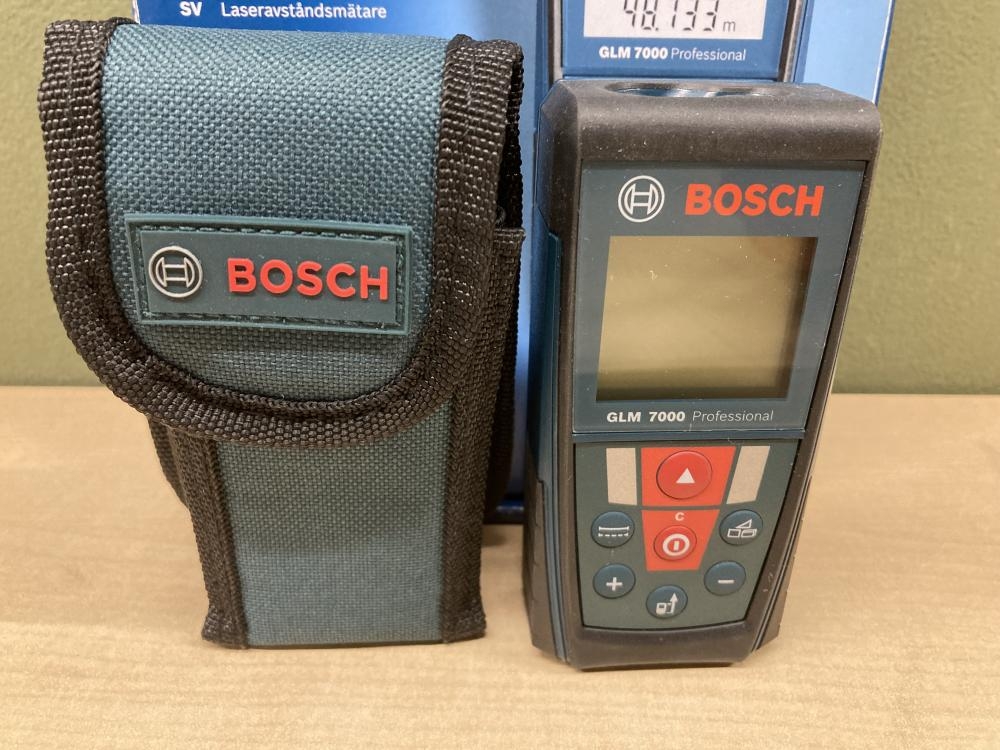 SV Laseravståndsmätare
48.133 m
GLM 7000 Professional
BOSCH
BOSCH
GLM 7000 Professional
C
+
−